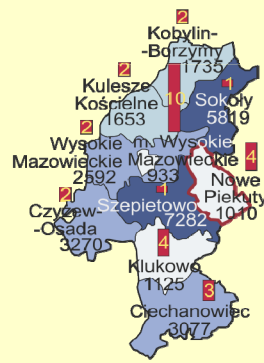 2
Kobylin-
-Borzymy
1735
2
Kulesze
Kościelne
1653
10
1
Sokoły
5819
2
Wysokie
Mazowieckie
2592
m. Wysokie
Mazowieckie
933
4
Nowe
Piekuty
1010
2
Czyżew-
-Osada
3270
1
Szepietowo
7282
4
Klukowo
1125
3
Ciechanowiec
3077